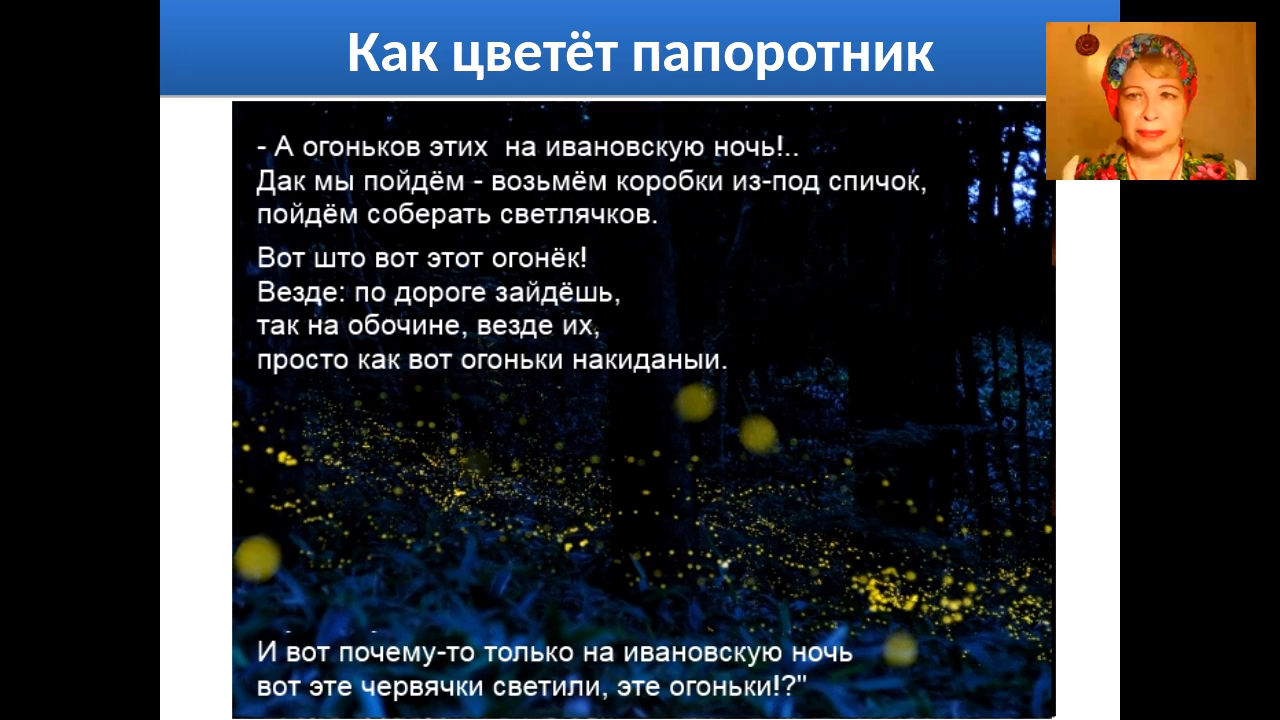 Как цветёт папоротник
- А огоньков этих  на ивановскую ночь!..
Дак мы пойдём - возьмём коробки из-под спичок,
пойдём соберать светлячков.
Вот што вот этот огонёк!
Везде: по дороге зайдёшь,
так на обочине, везде их,
просто как вот огоньки накиданыи.
И вот почему-то только на ивановскую ночь
вот эте червячки светили, эте огоньки!?"